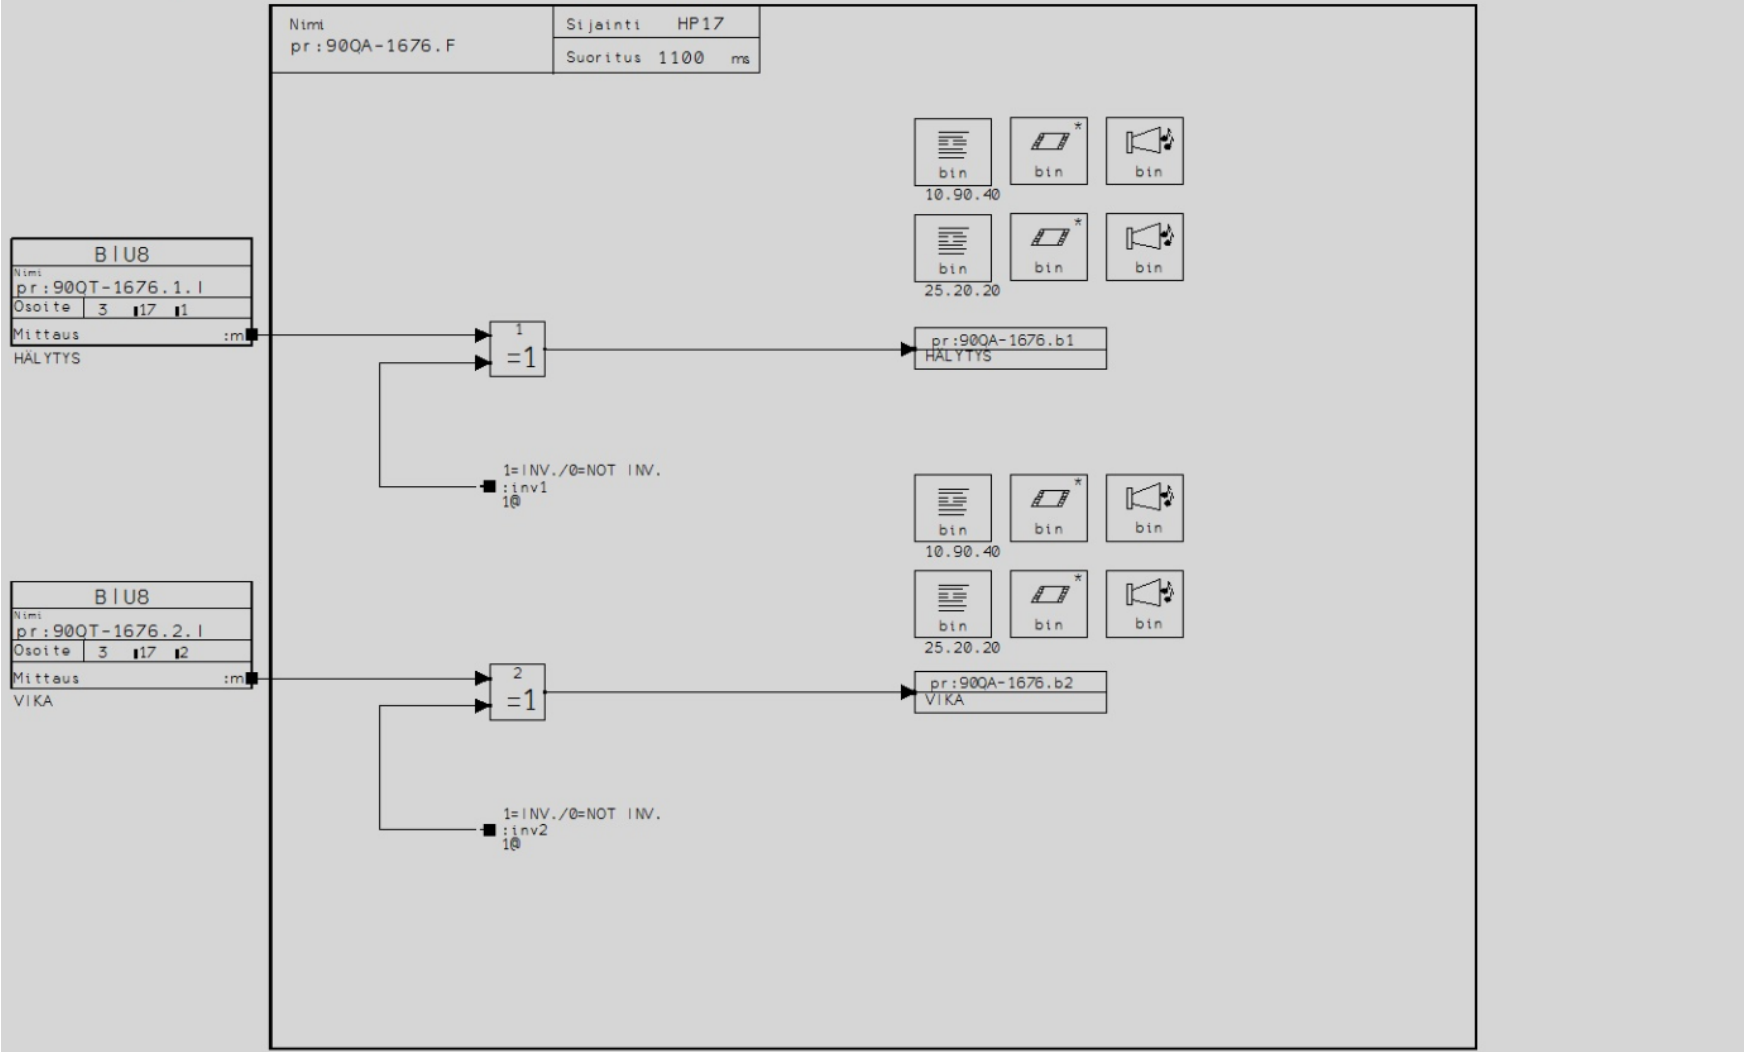 Nimi
pr:90QA-1676.F
Sijainti HP17
Suoritus 1100 ms
bin bin bin
10.90.40
bin bin bin
25.20.20
BIU8
Nimi
pr:90QT-1676.1.I
Osoite 3 17 1
Mittaus :m
HÄLYTYS
1
=1
pr:90QA-1676.b1
HÄLYTYS
1=INV./0=NOT INV.
:inv1
1@
bin bin bin
10.90.40
bin bin bin
25.20.20
BIU8
Nimi
pr:90QT-1676.2.I
Osoite 3 17 2
Mittaus :m
VIKA
2
=1
pr:90QA-1676.b2
VIKA
1=INV./0=NOT INV.
:inv2
1@